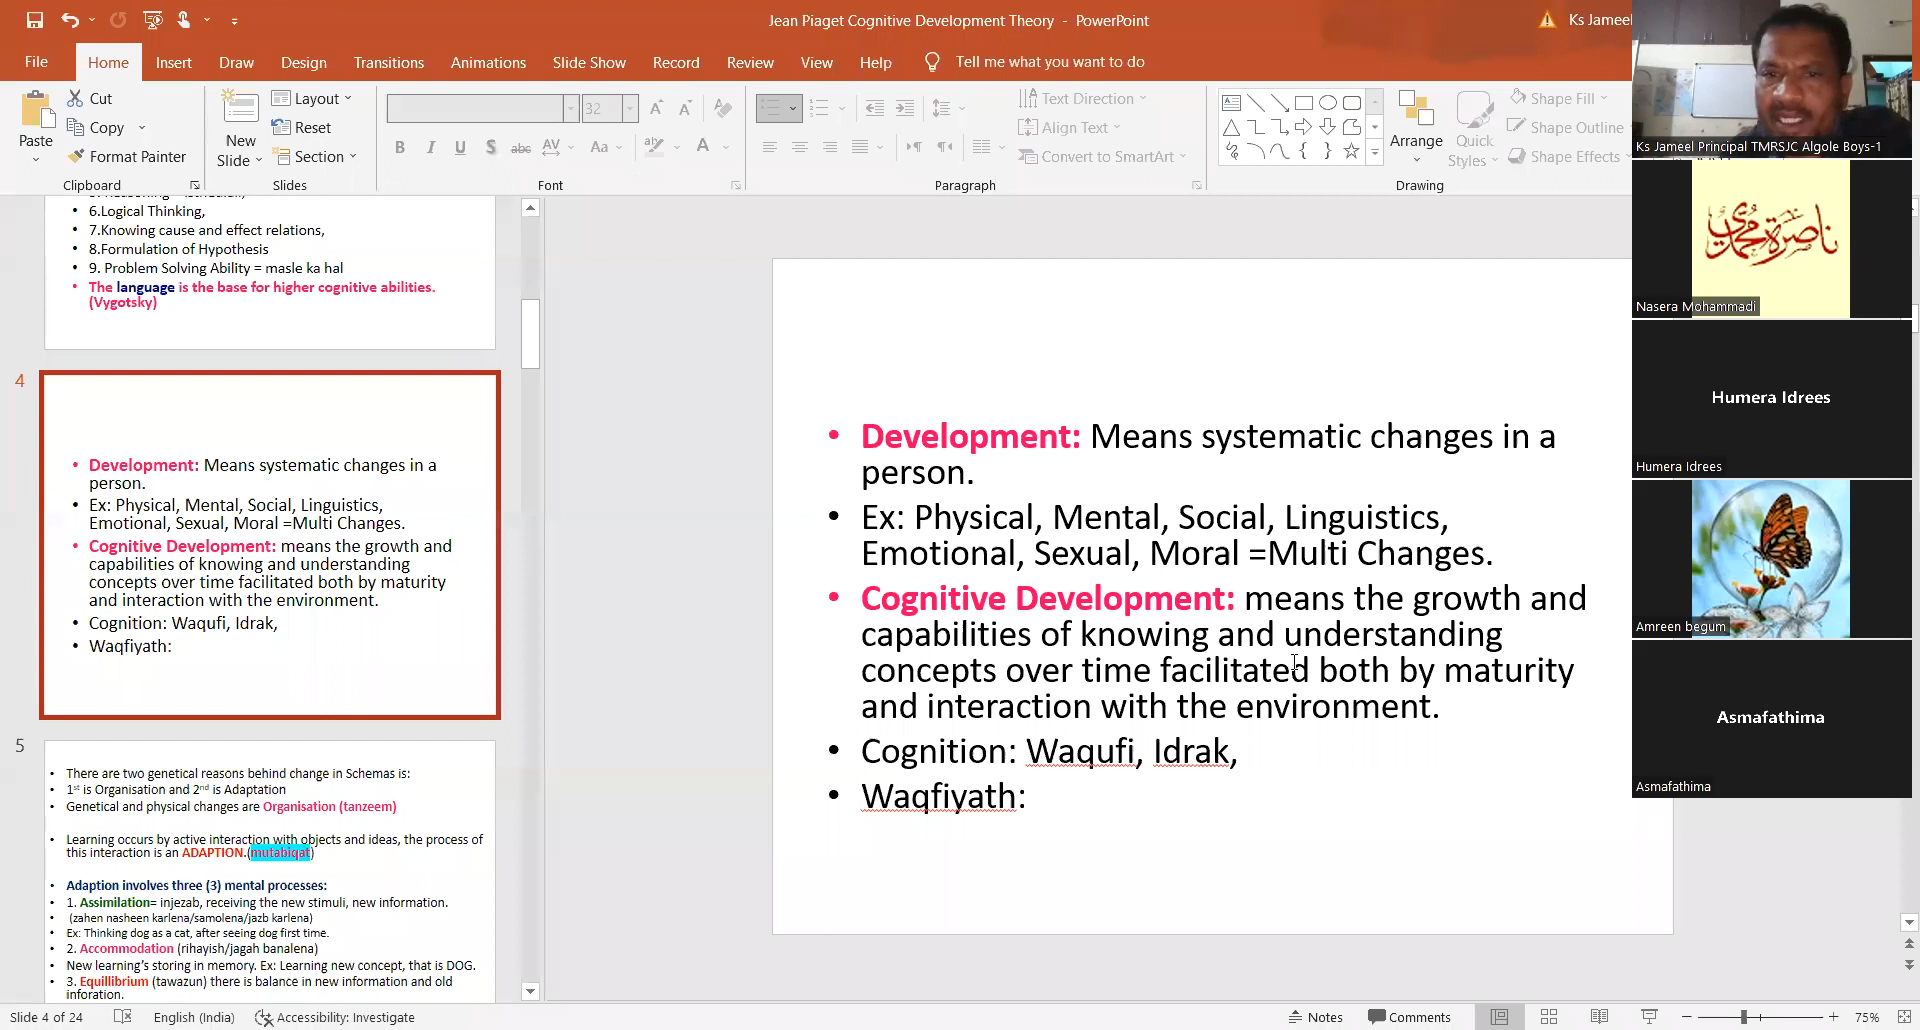 Jean Piaget Cognitive Development Theory - PowerPoint
Ks Jameel
File Home Insert Draw Design Transitions Animations Slide Show Record Review View Help Tell me what you want to do
Paste
Cut
Copy
Format Painter
Clipboard
New Slide
Layout
Reset
Section
Slides
32
B I U S abc AV Aa A
Font
Text Direction
Align Text
Convert to SmartArt
Paragraph
Arrange
Quick Styles
Shape Fill
Shape Outline
Shape Effects
Drawing
• 6.Logical Thinking,
• 7.Knowing cause and effect relations,
• 8.Formulation of Hypothesis
• 9. Problem Solving Ability = masle ka hal
• The language is the base for higher cognitive abilities.
(Vygotsky)
4
• Development: Means systematic changes in a
person.
• Ex: Physical, Mental, Social, Linguistics,
Emotional, Sexual, Moral =Multi Changes.
• Cognitive Development: means the growth and
capabilities of knowing and understanding
concepts over time facilitated both by maturity
and interaction with the environment.
• Cognition: Waqufi, Idrak,
• Waqfiyath:
5
• There are two genetical reasons behind change in Schemas is:
• 1st is Organisation and 2nd is Adaptation
• Genetical and physical changes are Organisation (tanzeem)
• Learning occurs by active interaction with objects and ideas, the process of
this interaction is an ADAPTION.(mutabiqat)
• Adaption involves three (3) mental processes:
• 1. Assimilation= injezab, receiving the new stimuli, new information.
• (zahen nasheen karlena/samolena/jazb karlena)
• Ex: Thinking dog as a cat, after seeing dog first time.
• 2. Accommodation (rihayish/jagah banalena)
• New learning's storing in memory. Ex: Learning new concept, that is DOG.
• 3. Equillibrium (tawazun) there is balance in new information and old
inforation.
• Development: Means systematic changes in a
person.
• Ex: Physical, Mental, Social, Linguistics,
Emotional, Sexual, Moral =Multi Changes.
• Cognitive Development: means the growth and
capabilities of knowing and understanding
concepts over time facilitated both by maturity
and interaction with the environment.
• Cognition: Waqufi, Idrak,
• Waqfiyath:
Ks Jameel Principal TMRSJC Algole Boys-1
ناصرة محمدی
Nasera Mohammadi
Humera Idrees
Humera Idrees
Amreen begum
Asmafathima
Asmafathima
Slide 4 of 24 English (India) Accessibility: Investigate Notes Comments 75%